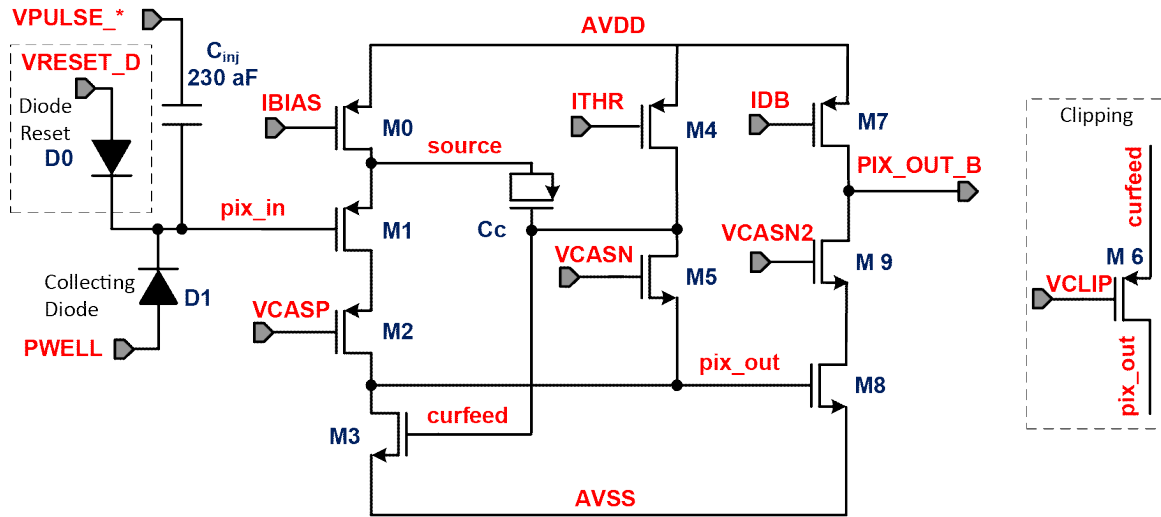 VPULSE_*
AVDD
VRESET_D
C_inj
230 aF
Diode
Reset
D0
IBIAS
M0
source
ITHR
M4
IDB
M7
PIX_OUT_B
Clipping
curfeed
pix_in
M1
Cc
VCASN
M5
VCASN2
M 9
M 6
VCLIP
Collecting
Diode
D1
PWELL
VCASP
M2
pix_out
M8
pix_out
M3
curfeed
AVSS